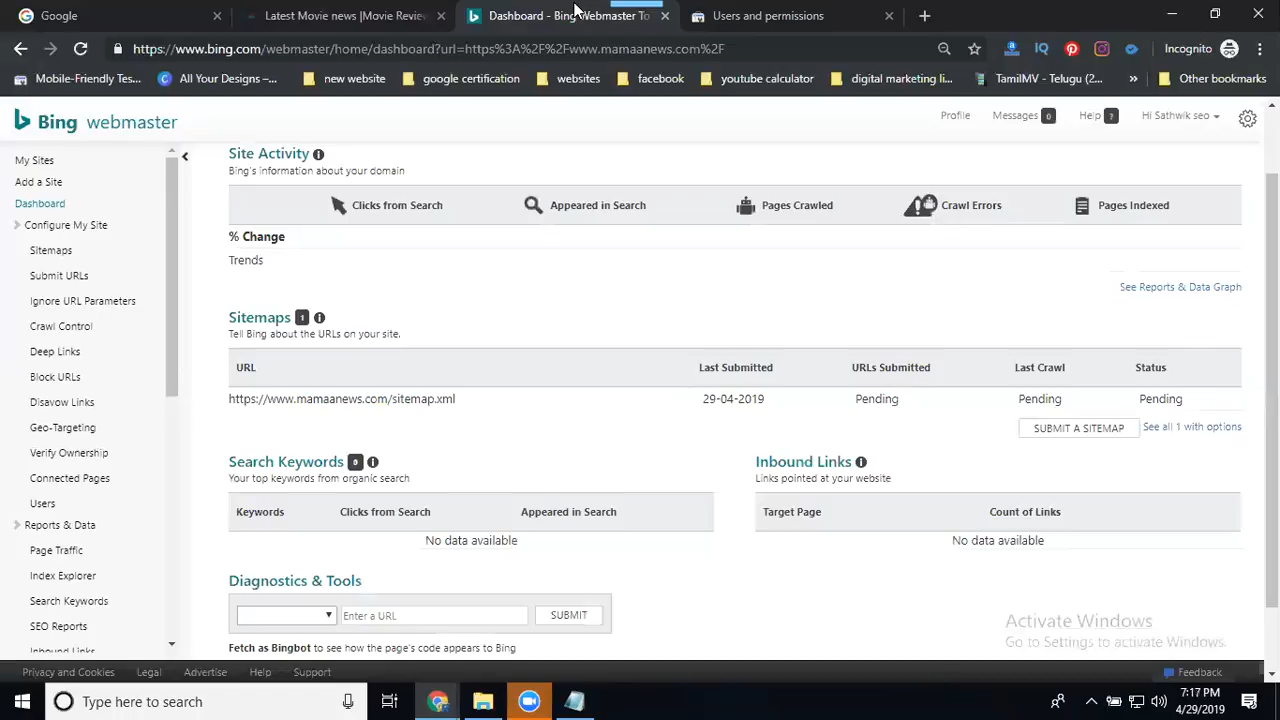 Google
Latest Movie news |Movie Review
Dashboard - Bing Webmaster To
Users and permissions
https://www.bing.com/webmaster/home/dashboard?url=https%3A%2F%2Fwww.mamaanews.com%2F
Incognito
Mobile-Friendly Tes...
All Your Designs –...
new website
google certification
websites
facebook
youtube calculator
digital marketing li...
TamilMV - Telugu (2...
Other bookmarks
Bing webmaster
Profile
Messages 0
Help ?
Hi Sathwik seo
My Sites
Add a Site
Dashboard
Configure My Site
Sitemaps
Submit URLs
Ignore URL Parameters
Crawl Control
Deep Links
Block URLs
Disavow Links
Geo-Targeting
Verify Ownership
Connected Pages
Users
Reports & Data
Page Traffic
Index Explorer
Search Keywords
SEO Reports
Inbound Links
Site Activity
Bing's information about your domain
Clicks from Search
Appeared in Search
Pages Crawled
Crawl Errors
Pages Indexed
% Change
Trends
See Reports & Data Graph
Sitemaps 1
Tell Bing about the URLs on your site.
URL Last Submitted URLs Submitted Last Crawl Status
https://www.mamaanews.com/sitemap.xml 29-04-2019 Pending Pending Pending
SUBMIT A SITEMAP See all 1 with options
Search Keywords 0
Your top keywords from organic search
Keywords Clicks from Search Appeared in Search
No data available
Inbound Links
Links pointed at your website
Target Page Count of Links
No data available
Diagnostics & Tools
Enter a URL SUBMIT
Fetch as Bingbot to see how the page's code appears to Bing
Activate Windows
Go to Settings to activate Windows.
Privacy and Cookies Legal Advertise Help Support
Feedback
Type here to search
7:17 PM
4/29/2019